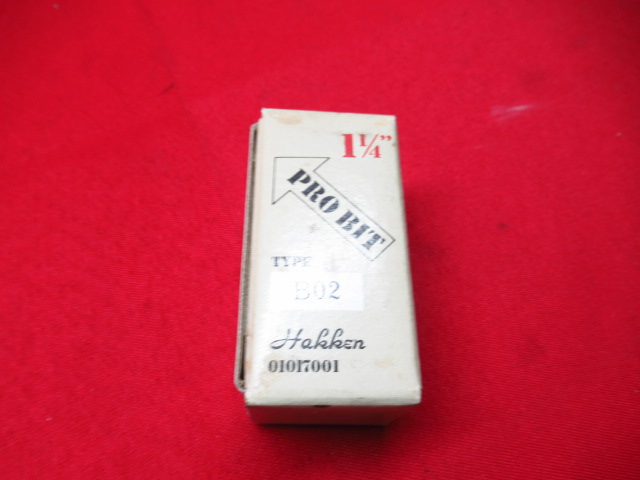 1¼"
PRO BIT
TYPE
B02
Hakken
01017001